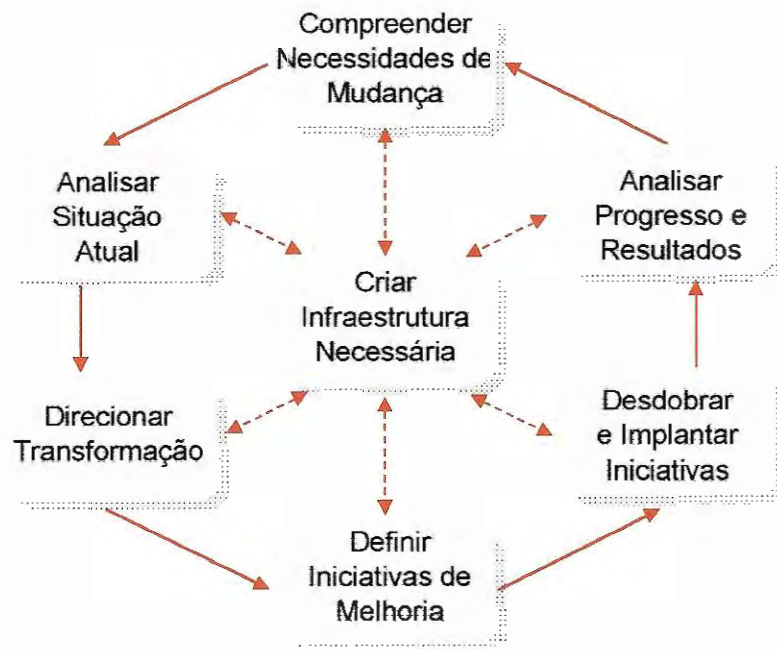 Compreender
Necessidades de
Mudança
Analisar
Situação
Atual
Analisar
Progresso e
Resultados
Criar
Infraestrutura
Necessária
Direcionar
Transformação
Desdobrar
e Implantar
Iniciativas
Definir
Iniciativas de
Melhoria